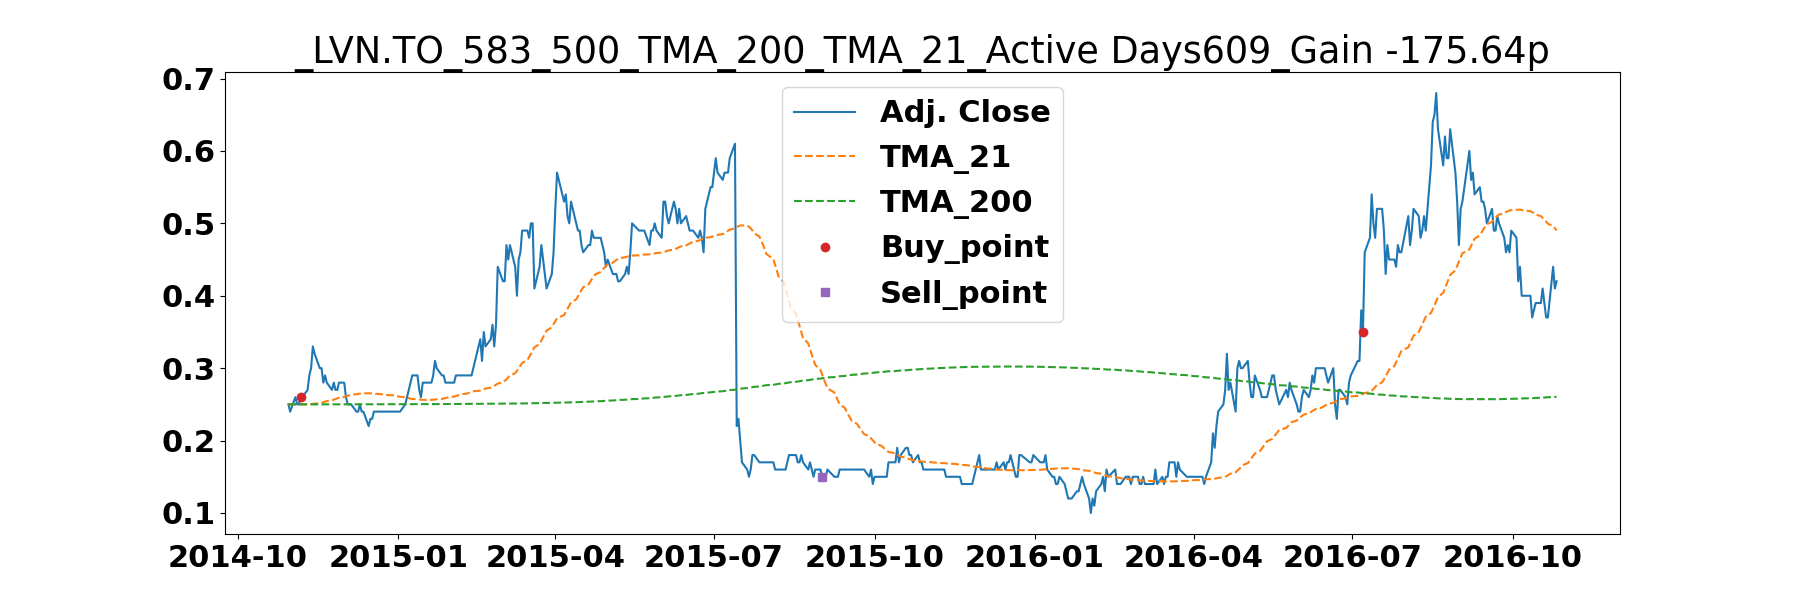 _LVN.TO_583_500_TMA_200_TMA_21_Active Days609_Gain -175.64p
0.7
0.6
0.5
0.4
0.3
0.2
0.1
Adj. Close
TMA_21
TMA_200
Buy_point
Sell_point
2014-10 2015-01 2015-04 2015-07 2015-10 2016-01 2016-04 2016-07 2016-10